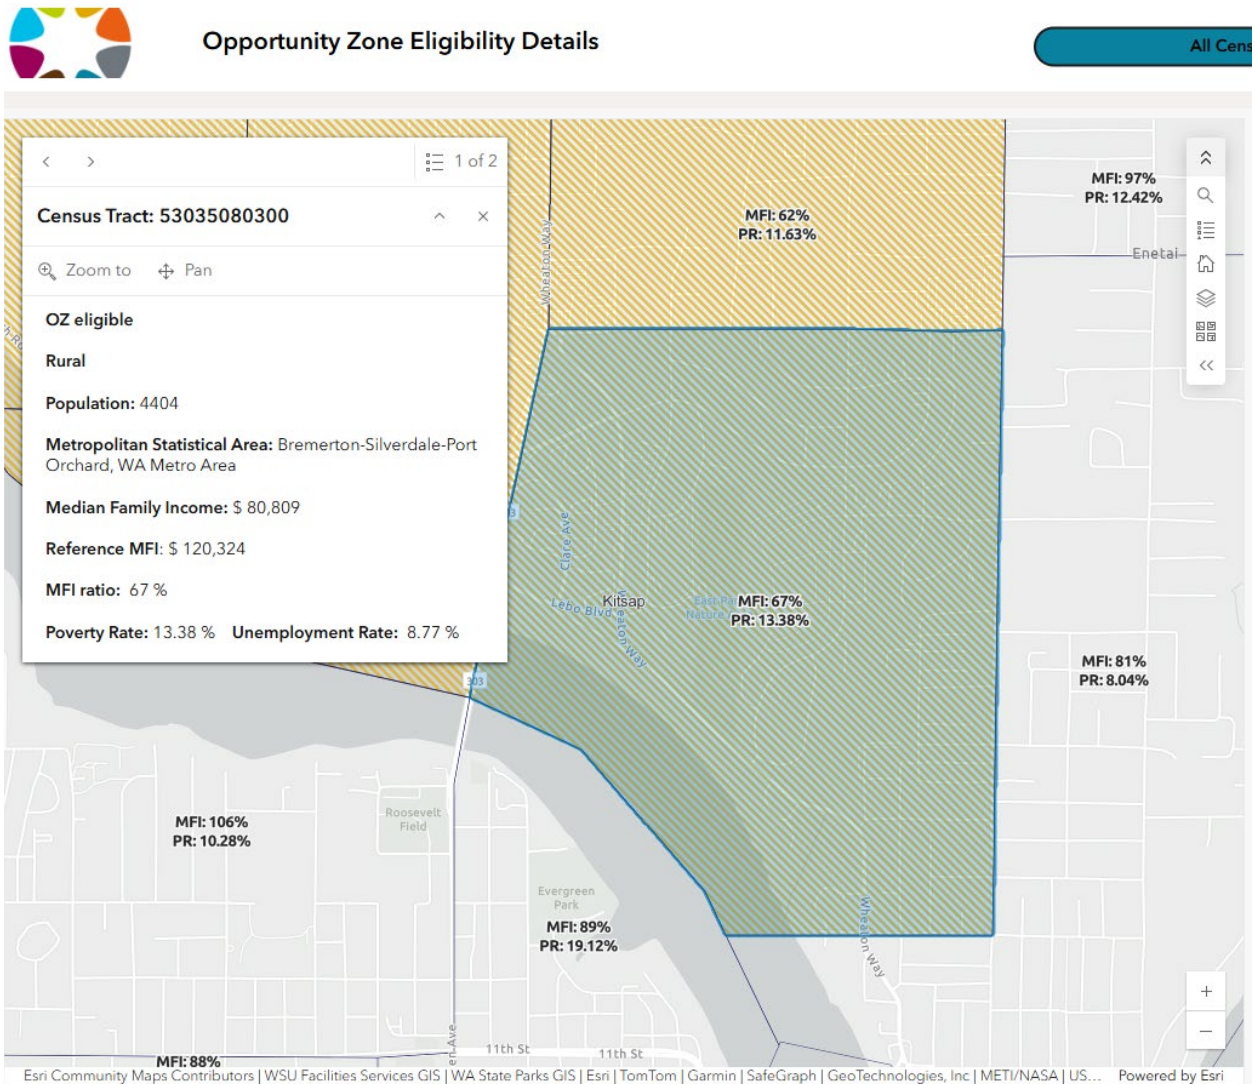 Opportunity Zone Eligibility Details
All Cens
1 of 2
Census Tract: 53035080300
Zoom to Pan
OZ eligible
Rural
Population: 4404
Metropolitan Statistical Area: Bremerton-Silverdale-Port
Orchard, WA Metro Area
Median Family Income: $ 80,809
Reference MFI: $ 120,324
MFI ratio: 67 %
Poverty Rate: 13.38 % Unemployment Rate: 8.77 %
MFI: 62%
PR: 11.63%
MFI: 97%
PR: 12.42%
Enetai
Wheaton Way
Clare Ave
Lebo Blvd
Kitsap
Wheaton Way
East Pa
Nature
MFI: 67%
PR: 13.38%
303
MFI: 81%
PR: 8.04%
Roosevelt
Field
MFI: 106%
PR: 10.28%
Evergreen
Park
MFI: 89%
PR: 19.12%
Wheaton Way
11th St
11th St
MFI: 88%
Esri Community Maps Contributors | WSU Facilities Services GIS | WA State Parks GIS | Esri | TomTom | Garmin | SafeGraph | GeoTechnologies, Inc | METI/NASA | US... Powered by Esri